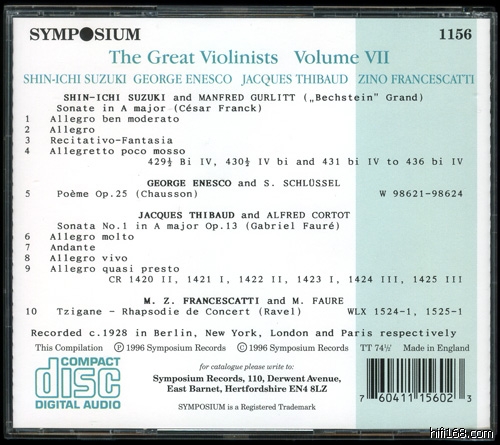 SYMPOSIUM 1156
The Great Violinists Volume VII
SHIN-ICHI SUZUKI GEORGE ENESCO JACQUES THIBAUD ZINO FRANCESCATTI
SHIN-ICHI SUZUKI and MANFRED GURLITT („Bechstein" Grand)
Sonate in A major (César Franck)
1 Allegro ben moderato
2 Allegro
3 Recitativo-Fantasia
4 Allegretto poco mosso
429½ Bi IV, 430½ IV bi and 431 bi IV to 436 bi IV
GEORGE ENESCO and S. SCHLÜSSEL
5 Poème Op.25 (Chausson) W 98621-98624
JACQUES THIBAUD and ALFRED CORTOT
Sonata No.1 in A major Op.13 (Gabriel Fauré)
6 Allegro molto
7 Andante
8 Allegro vivo
9 Allegro quasi presto
CR 1420 II, 1421 I, 1422 II, 1423 I, 1424 III, 1425 III
M. Z. FRANCESCATTI and M. FAURE
10 Tzigane - Rhapsodie de Concert (Ravel) WLX 1524-1, 1525-1
Recorded c.1928 in Berlin, New York, London and Paris respectively
This Compilation Ⓟ 1996 Symposium Records © 1996 Symposium Records TT 74½' Made in England
COMPACT
disc
DIGITAL AUDIO
for catalogue please write to:
Symposium Records, 110, Derwent Avenue,
East Barnet, Hertfordshire EN4 8LZ
SYMPOSIUM is a Registered Trademark
7 60411 15602 3
hifi168.com